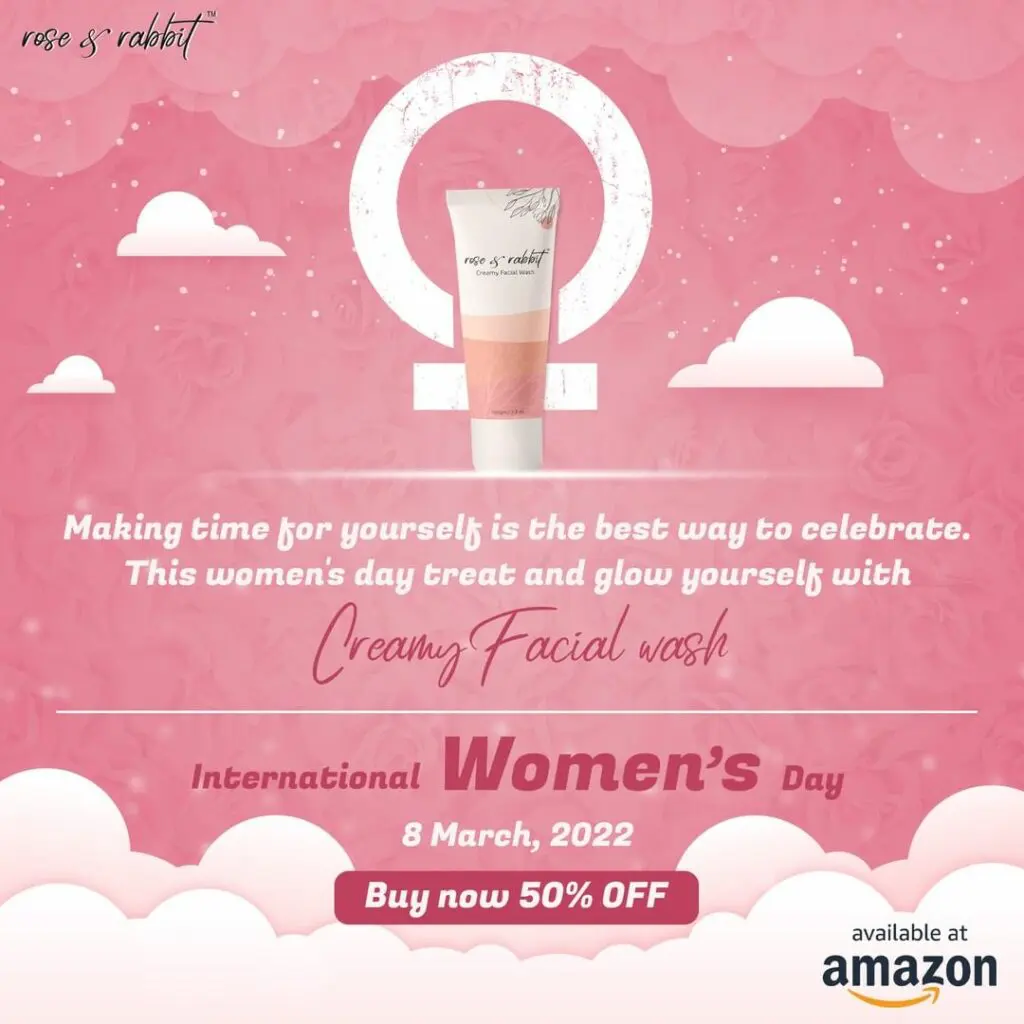 rose & rabbit™
rose & rabbit™
Creamy Facial Wash
Making time for yourself is the best way to celebrate.
This women's day treat and glow yourself with
Creamy Facial wash
International Women's Day
8 March, 2022
Buy now 50% OFF
available at
amazon